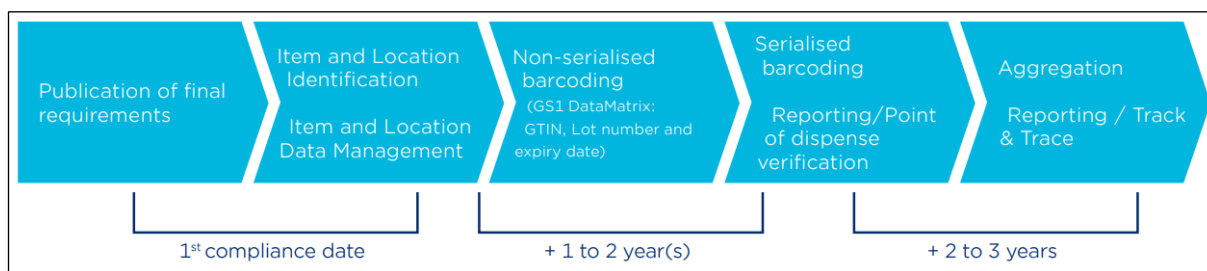 Publication of final
requirements
Item and Location
Identification
Item and Location
Data Management
Non-serialised
barcoding
(GS1 DataMatrix:
GTIN, Lot number and
expiry date)
Serialised
barcoding
Reporting/Point
of dispense
verification
Aggregation
Reporting / Track
& Trace
1st compliance date
+ 1 to 2 year(s)
+ 2 to 3 years